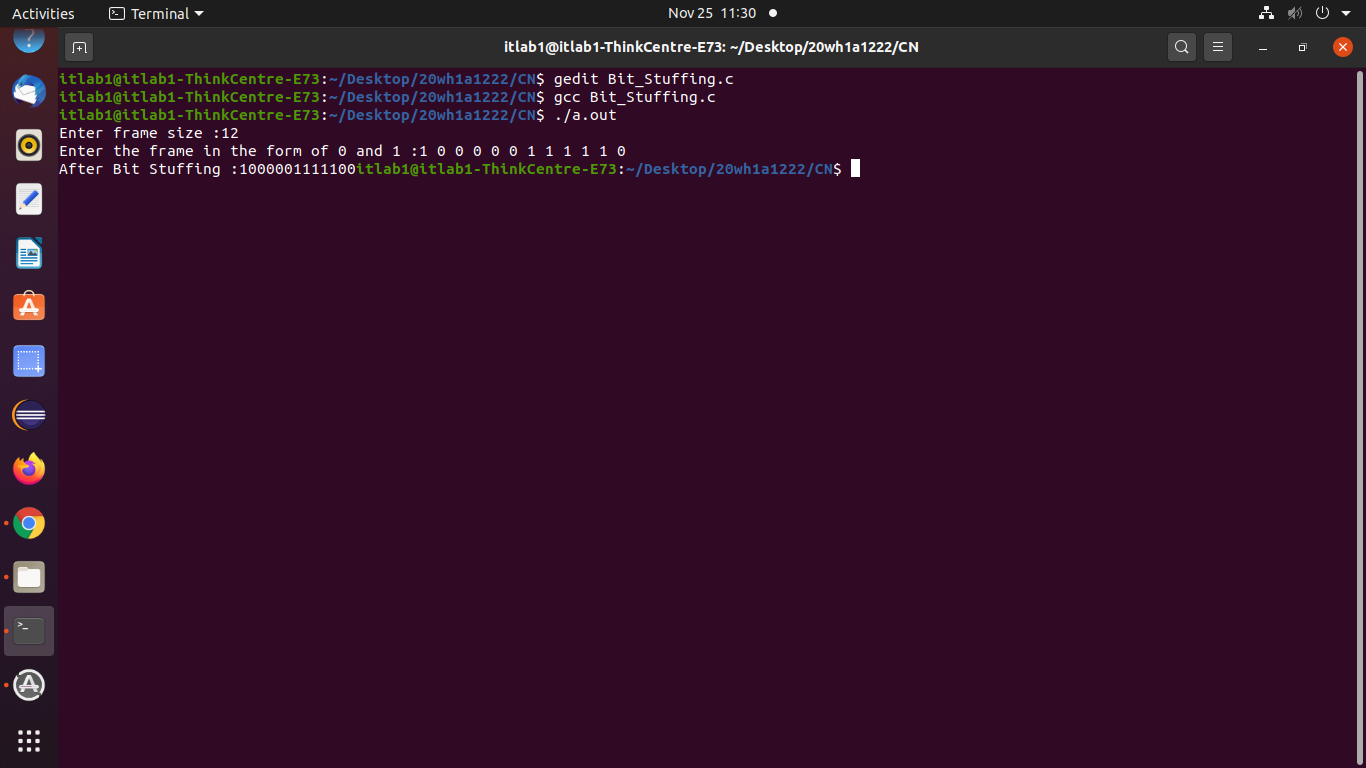 Activities Terminal Nov 25 11:30
itlab1@itlab1-ThinkCentre-E73: ~/Desktop/20wh1a1222/CN
itlab1@itlab1-ThinkCentre-E73:~/Desktop/20wh1a1222/CN$ gedit Bit_Stuffing.c
itlab1@itlab1-ThinkCentre-E73:~/Desktop/20wh1a1222/CN$ gcc Bit_Stuffing.c
itlab1@itlab1-ThinkCentre-E73:~/Desktop/20wh1a1222/CN$ ./a.out
Enter frame size :12
Enter the frame in the form of 0 and 1 :1 0 0 0 0 0 1 1 1 1 1 0
After Bit Stuffing :1000001111100itlab1@itlab1-ThinkCentre-E73:~/Desktop/20wh1a1222/CN$